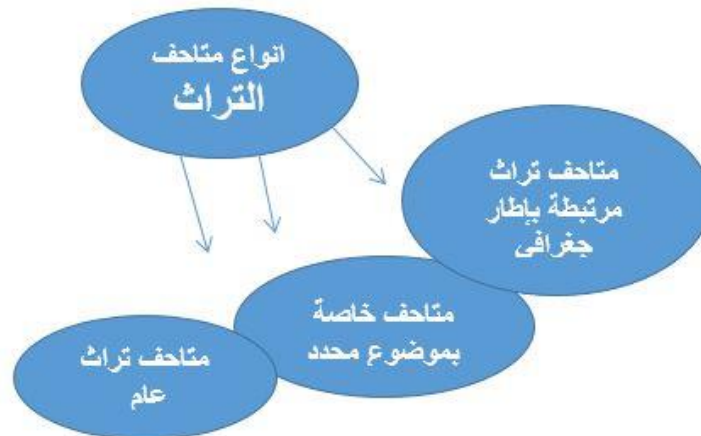 انواع متاحف
التراث
متاحف تراث
مرتبطة بإطار
جغرافى
متاحف خاصة
بموضوع محدد
متاحف تراث
عام